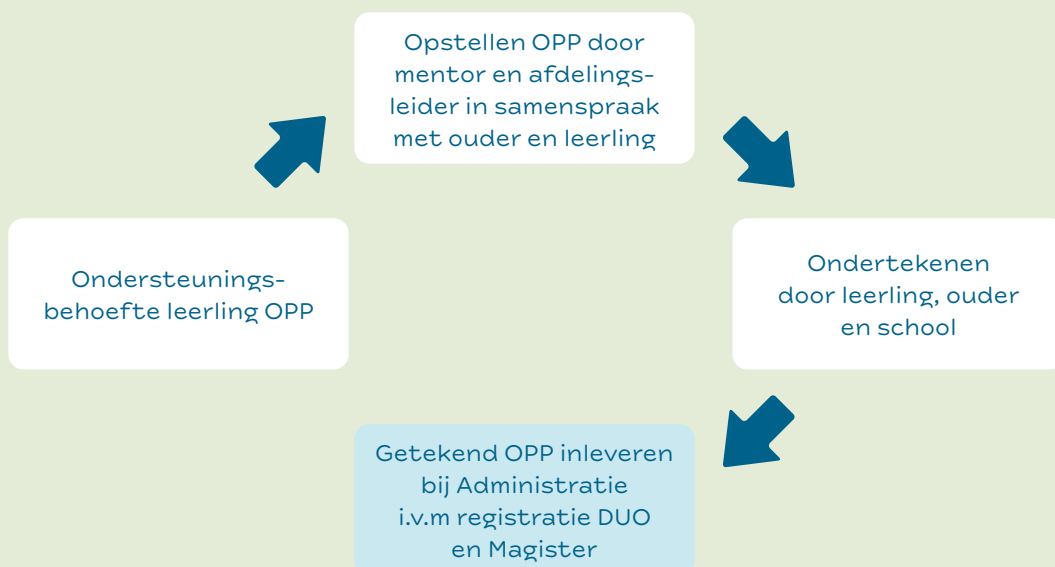 Opstellen OPP door
mentor en afdelings-
leider in samenspraak
met ouder en leerling
Ondersteunings-
behoefte leerling OPP
Ondertekenen
door leerling, ouder
en school
Getekend OPP inleveren
bij Administratie
i.v.m registratie DUO
en Magister